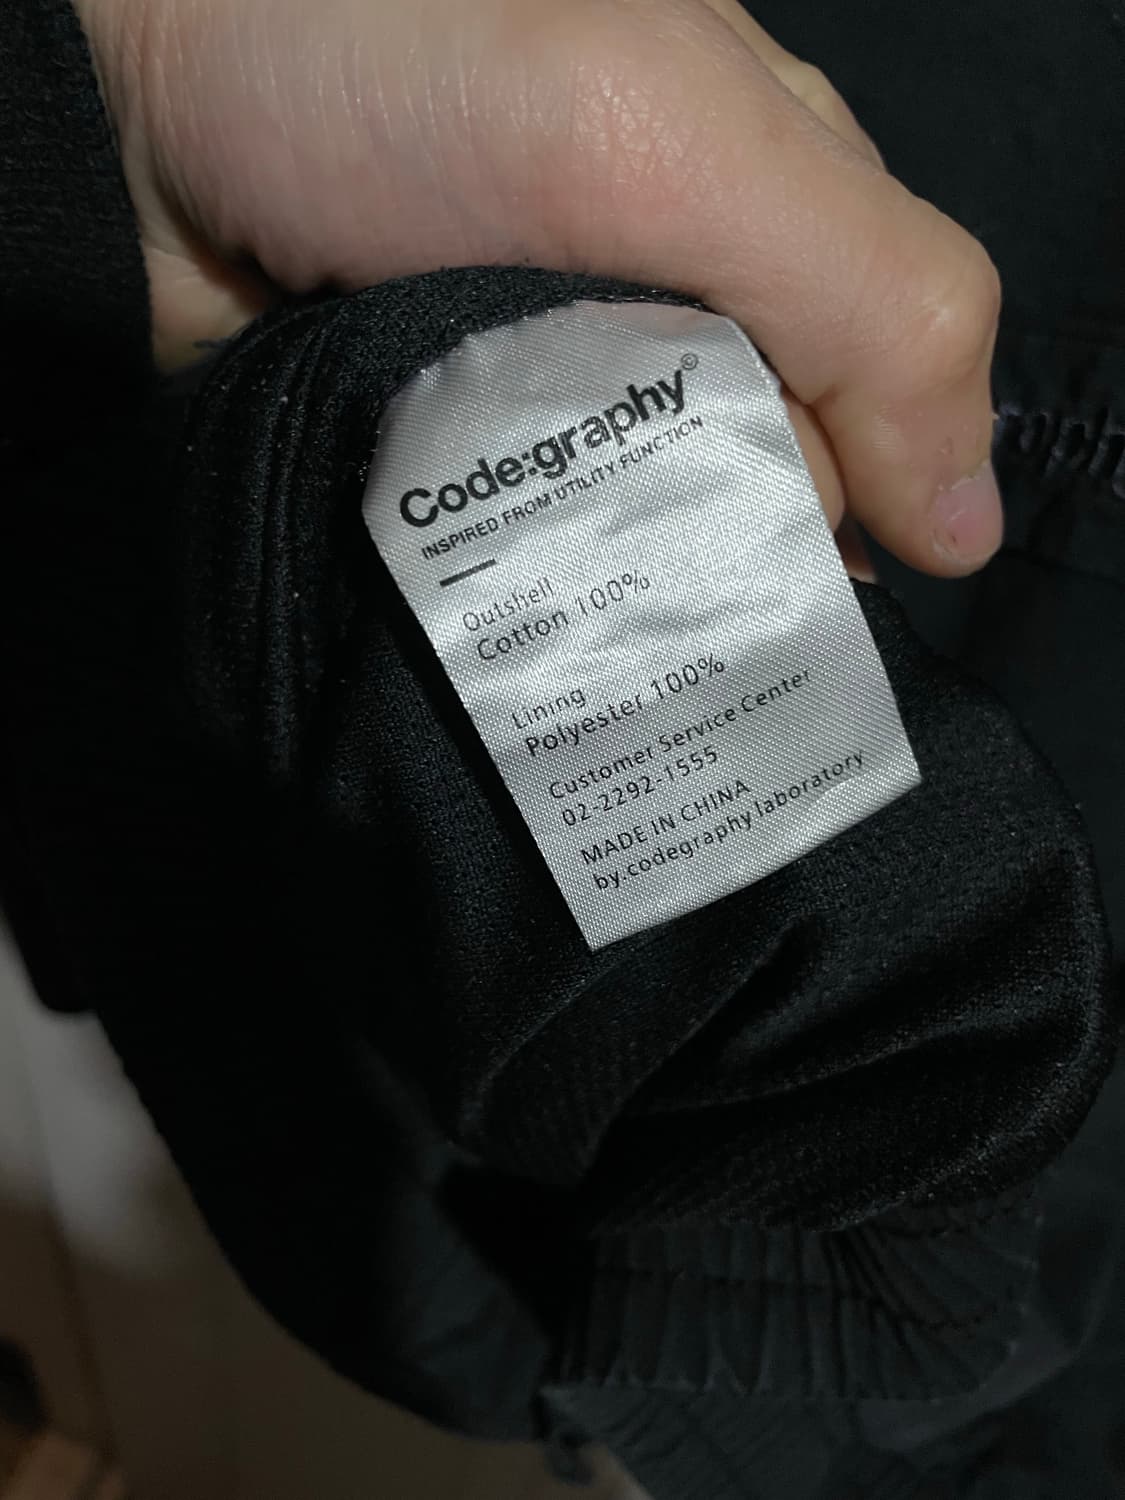 Code:graphy©
INSPIRED FROM UTILITY FUNCTION
Outshell
Cotton 100%
Lining
Polyester 100%
Customer Service Center
02-2292-1555
MADE IN CHINA
by.codegraphy laboratory